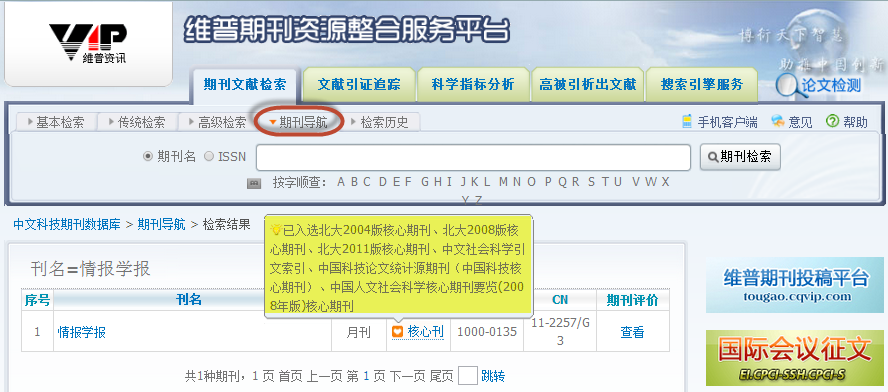 VIP
维普资讯
维普期刊资源整合服务平台
博衍天下智慧
助推中国创新
期刊文献检索 文献引证追踪 科学指标分析 高被引析出文献 搜索引擎服务 论文检测
基本检索 传统检索 高级检索 期刊导航 检索历史 手机客户端 意见 帮助
期刊名 ISSN 期刊检索
按字顺查: A B C D E F G H I J K L M N O P Q R S T U V W X
Y Z
中文科技期刊数据库 > 期刊导航 > 检索结果
已入选北大2004版核心期刊、北大2008版核
心期刊、北大2011版核心期刊、中文社会科学引
文索引、中国科技论文统计源期刊（中国科技核
心期刊）、中国人文社会科学核心期刊要览(200
8年版)核心期刊
刊名=情报学报
序号 刊名 CN 期刊评价
1 情报学报 月刊 核心刊 1000-0135 11-2257/G
3 查看
共1种期刊，1 页 首页 上一页 第 1 页 下一页 尾页 跳转
维普期刊投稿平台
tougao.cqvip.com
国际会议征文
EI.CPCI-SSH.CPCI-S